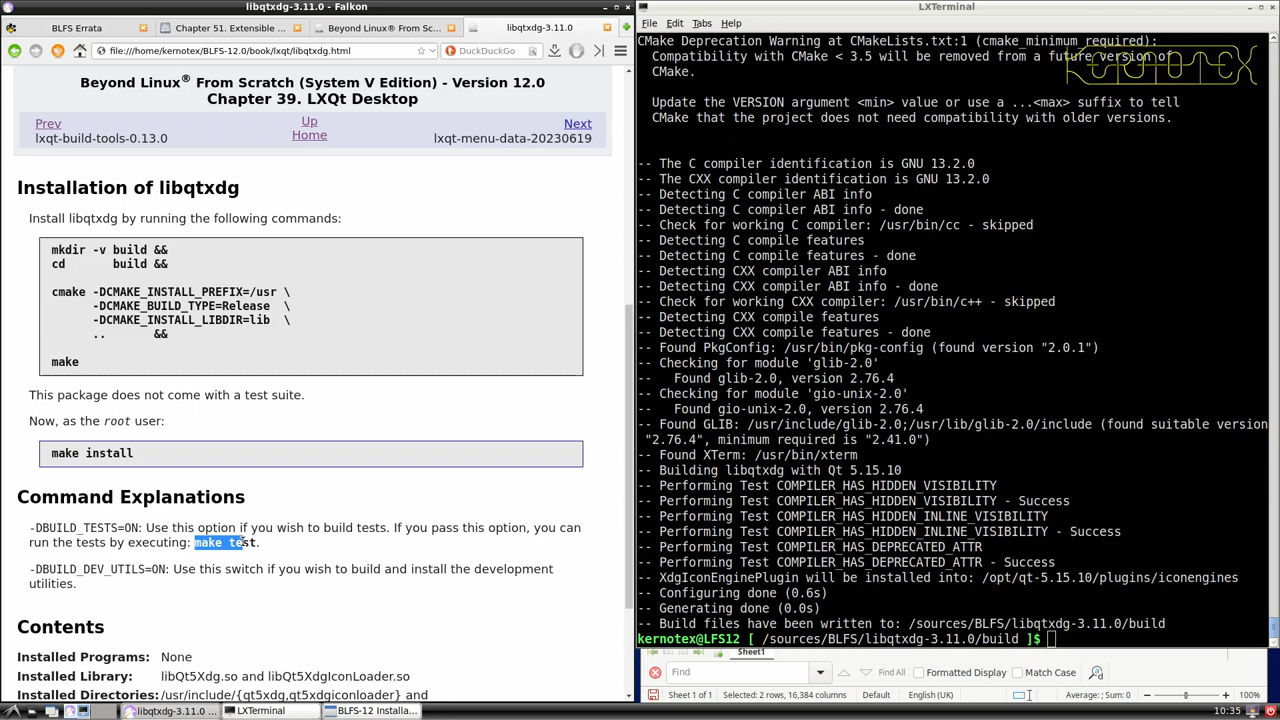 libqtxdg-3.11.0 - Falkon
BLFS Errata
Chapter 51. Extensible ...
Beyond Linux® From Sc...
libqtxdg-3.11.0
file:///home/kernotex/BLFS-12.0/book/lxqt/libqtxdg.html
DuckDuckGo
Beyond Linux® From Scratch (System V Edition) - Version 12.0
Chapter 39. LXQt Desktop
Prev
Up
Next
lxqt-build-tools-0.13.0
Home
lxqt-menu-data-20230619
Installation of libqtxdg
Install libqtxdg by running the following commands:
mkdir -v build &&
cd       build &&
cmake -DCMAKE_INSTALL_PREFIX=/usr \
      -DCMAKE_BUILD_TYPE=Release  \
      -DCMAKE_INSTALL_LIBDIR=lib  \
      ..       &&
make
This package does not come with a test suite.
Now, as the root user:
make install
Command Explanations
-DBUILD_TESTS=ON: Use this option if you wish to build tests. If you pass this option, you can
run the tests by executing: make test.
-DBUILD_DEV_UTILS=ON: Use this switch if you wish to build and install the development
utilities.
Contents
Installed Programs: None
Installed Library: libQt5Xdg.so and libQt5XdgIconLoader.so
Installed Directories: /usr/include/{qt5xdg,qt5xdgiconloader} and
LXTerminal
File Edit Tabs Help
CMake Deprecation Warning at CMakeLists.txt:1 (cmake_minimum_required):
  Compatibility with CMake < 3.5 will be removed from a future version of
  CMake.
KERNOTEX
  Update the VERSION argument <min> value or use a ...<max> suffix to tell
  CMake that the project does not need compatibility with older versions.
-- The C compiler identification is GNU 13.2.0
-- The CXX compiler identification is GNU 13.2.0
-- Detecting C compiler ABI info
-- Detecting C compiler ABI info - done
-- Check for working C compiler: /usr/bin/cc - skipped
-- Detecting C compile features
-- Detecting C compile features - done
-- Detecting CXX compiler ABI info
-- Detecting CXX compiler ABI info - done
-- Check for working CXX compiler: /usr/bin/c++ - skipped
-- Detecting CXX compile features
-- Detecting CXX compile features - done
-- Found PkgConfig: /usr/bin/pkg-config (found version "2.0.1")
-- Checking for module 'glib-2.0'
--   Found glib-2.0, version 2.76.4
-- Checking for module 'gio-unix-2.0'
--   Found gio-unix-2.0, version 2.76.4
-- Found GLIB: /usr/include/glib-2.0;/usr/lib/glib-2.0/include (found suitable version
 "2.76.4", minimum required is "2.41.0")
-- Found XTerm: /usr/bin/xterm
-- Building libqtxdg with Qt 5.15.10
-- Performing Test COMPILER_HAS_HIDDEN_VISIBILITY
-- Performing Test COMPILER_HAS_HIDDEN_VISIBILITY - Success
-- Performing Test COMPILER_HAS_HIDDEN_INLINE_VISIBILITY
-- Performing Test COMPILER_HAS_HIDDEN_INLINE_VISIBILITY - Success
-- Performing Test COMPILER_HAS_DEPRECATED_ATTR
-- Performing Test COMPILER_HAS_DEPRECATED_ATTR - Success
-- XdgIconEnginePlugin will be installed into: /opt/qt-5.15.10/plugins/iconengines
-- Configuring done (0.6s)
-- Generating done (0.0s)
-- Build files have been written to: /sources/BLFS/libqtxdg-3.11.0/build
kernotex@LFS12 [ /sources/BLFS/libqtxdg-3.11.0/build ]$
Sheet1
Find
Find All
Formatted Display
Match Case
Sheet 1 of 1
Selected: 2 rows, 16,384 columns
Default
English (UK)
Average: ; Sum: 0
100%
libqtxdg-3.11.0 ...
LXTerminal
BLFS-12 Installa...
10:35